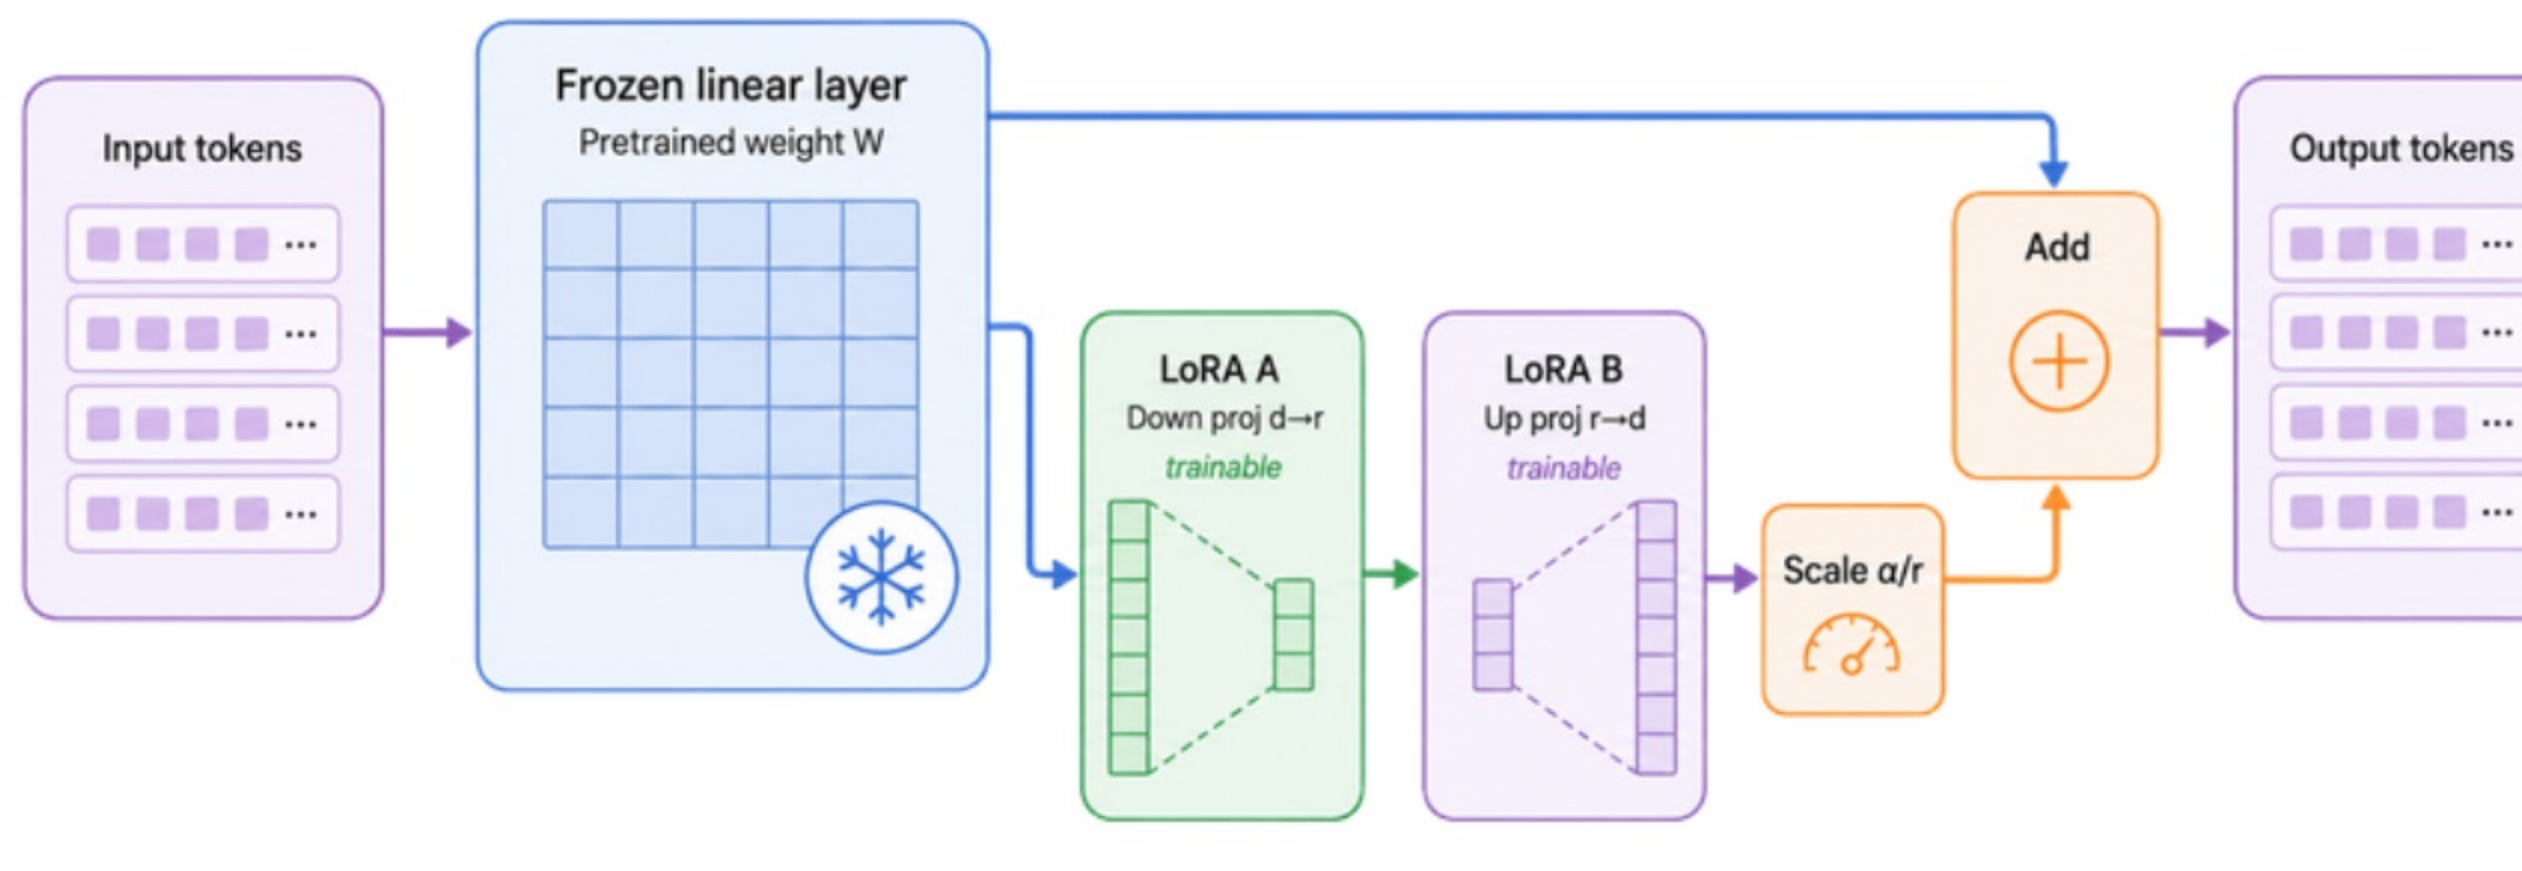 Input tokens
...
...
...
...
Frozen linear layer
Pretrained weight W
LoRA A
Down proj d→r
trainable
LoRA B
Up proj r→d
trainable
Scale α/r
Add
Output tokens
...
...
...
...